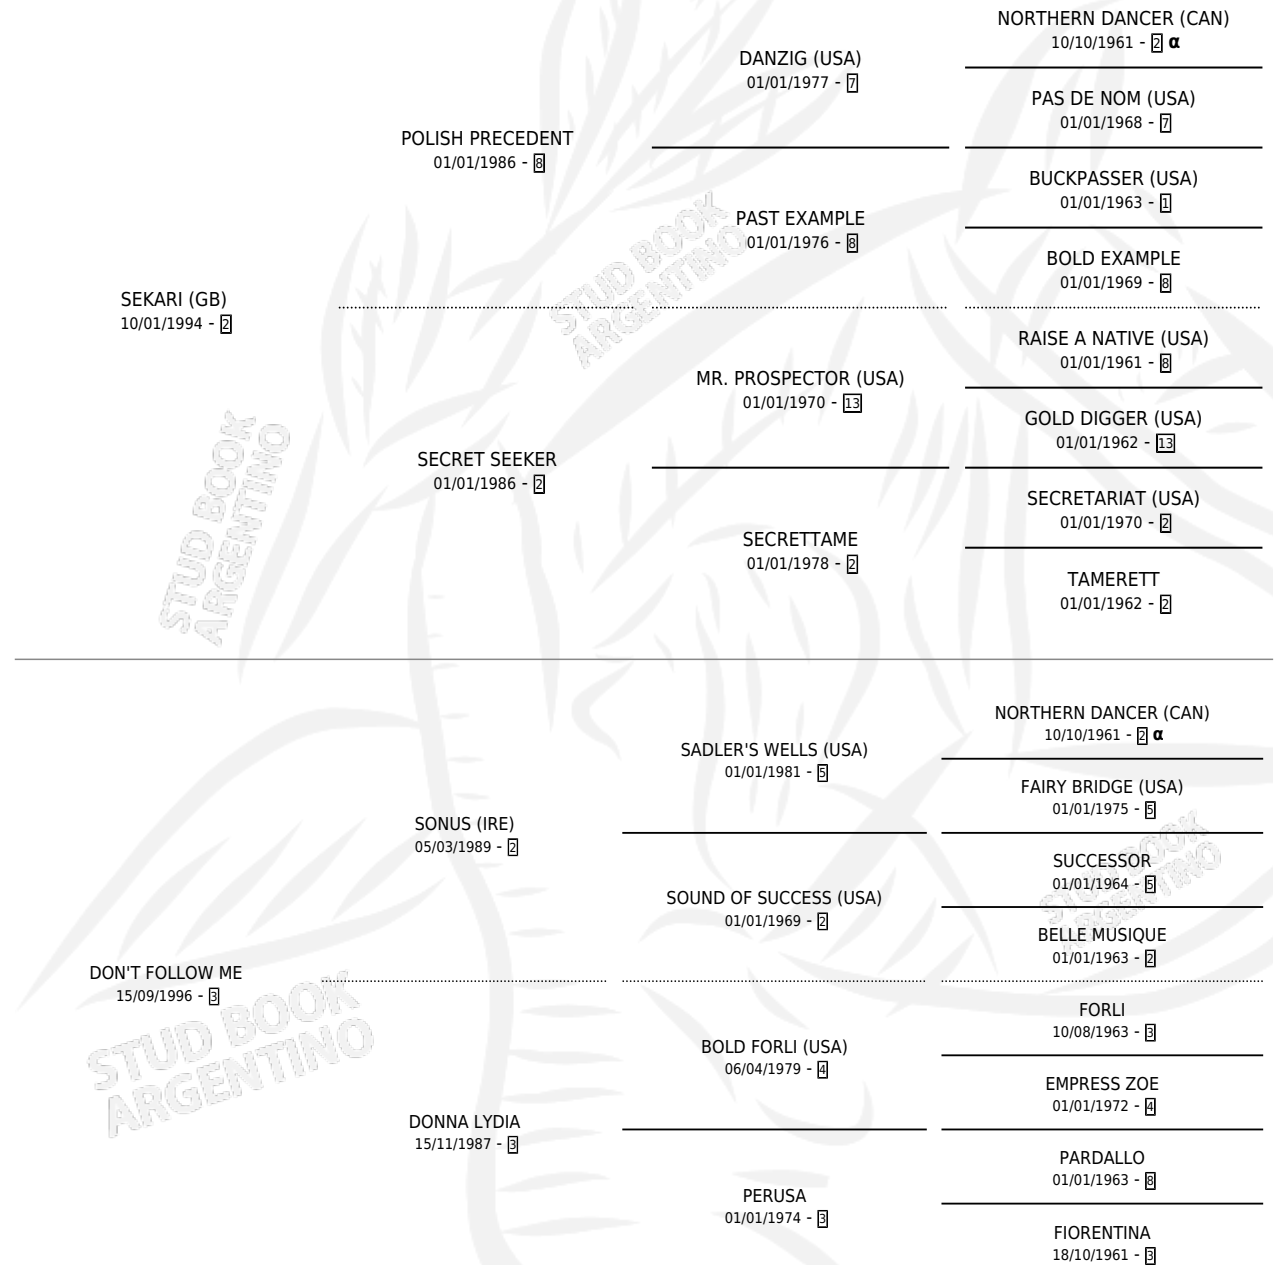 NORTHERN DANCER (CAN)
10/10/1961 - 2 α
DANZIG (USA)
01/01/1977 - 7
PAS DE NOM (USA)
01/01/1968 - 7
POLISH PRECEDENT
01/01/1986 - 8
BUCKPASSER (USA)
01/01/1963 - 1
PAST EXAMPLE
01/01/1976 - 8
BOLD EXAMPLE
01/01/1969 - 8
SEKARI (GB)
10/01/1994 - 2
RAISE A NATIVE (USA)
01/01/1961 - 8
MR. PROSPECTOR (USA)
01/01/1970 - 13
GOLD DIGGER (USA)
01/01/1962 - 13
SECRET SEEKER
01/01/1986 - 2
SECRETARIAT (USA)
01/01/1970 - 2
SECRETTAME
01/01/1978 - 2
TAMERETT
01/01/1962 - 2
NORTHERN DANCER (CAN)
10/10/1961 - 2 α
SADLER'S WELLS (USA)
01/01/1981 - 5
FAIRY BRIDGE (USA)
01/01/1975 - 5
SONUS (IRE)
05/03/1989 - 2
SUCCESSOR
01/01/1964 - 5
SOUND OF SUCCESS (USA)
01/01/1969 - 2
BELLE MUSIQUE
01/01/1963 - 2
DON'T FOLLOW ME
15/09/1996 - 3
FORLI
10/08/1963 - 3
BOLD FORLI (USA)
06/04/1979 - 4
EMPRESS ZOE
01/01/1972 - 4
DONNA LYDIA
15/11/1987 - 3
PARDALLO
01/01/1963 - 8
PERUSA
01/01/1974 - 3
FIORENTINA
18/10/1961 - 3
STUD BOOK
ARGENTINO
STUD BOOK
ARGENTINO
STUD BOOK
ARGENTINO
STUD BOOK
ARGENTINO